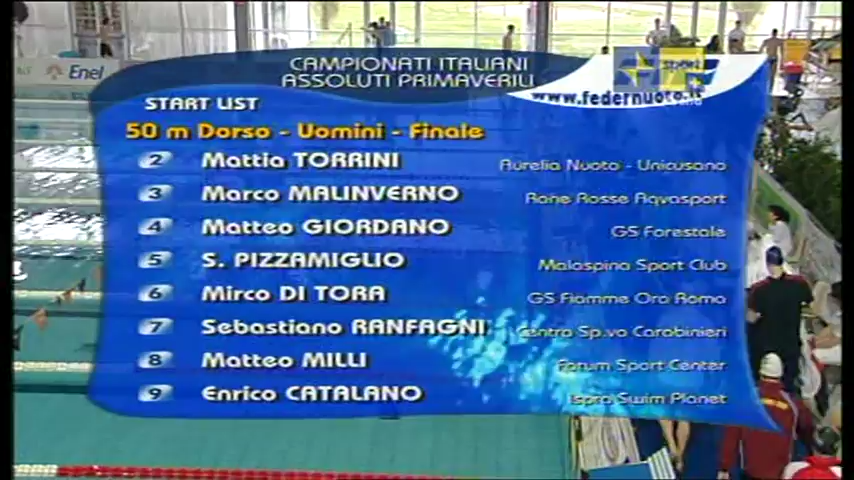 CAMPIONATI ITALIANI
ASSOLUTI PRIMAVERILI
sport
www.federnuoto.it
Enel
START LIST
50 m Dorso - Uomini - Finale
2 Mattia TORRINI Aurelia Nuoto - Unicusano
3 Marco MALINVERNO Rane Rosse Aqvasport
4 Matteo GIORDANO GS Forestale
5 S. PIZZAMIGLIO Malaspina Sport Club
6 Mirco DI TORA GS Fiamme Oro Roma
7 Sebastiano RANFAGNI Centro Sp.vo Carabinieri
8 Matteo MILLI Forum Sport Center
9 Enrico CATALANO Ispra Swim Planet